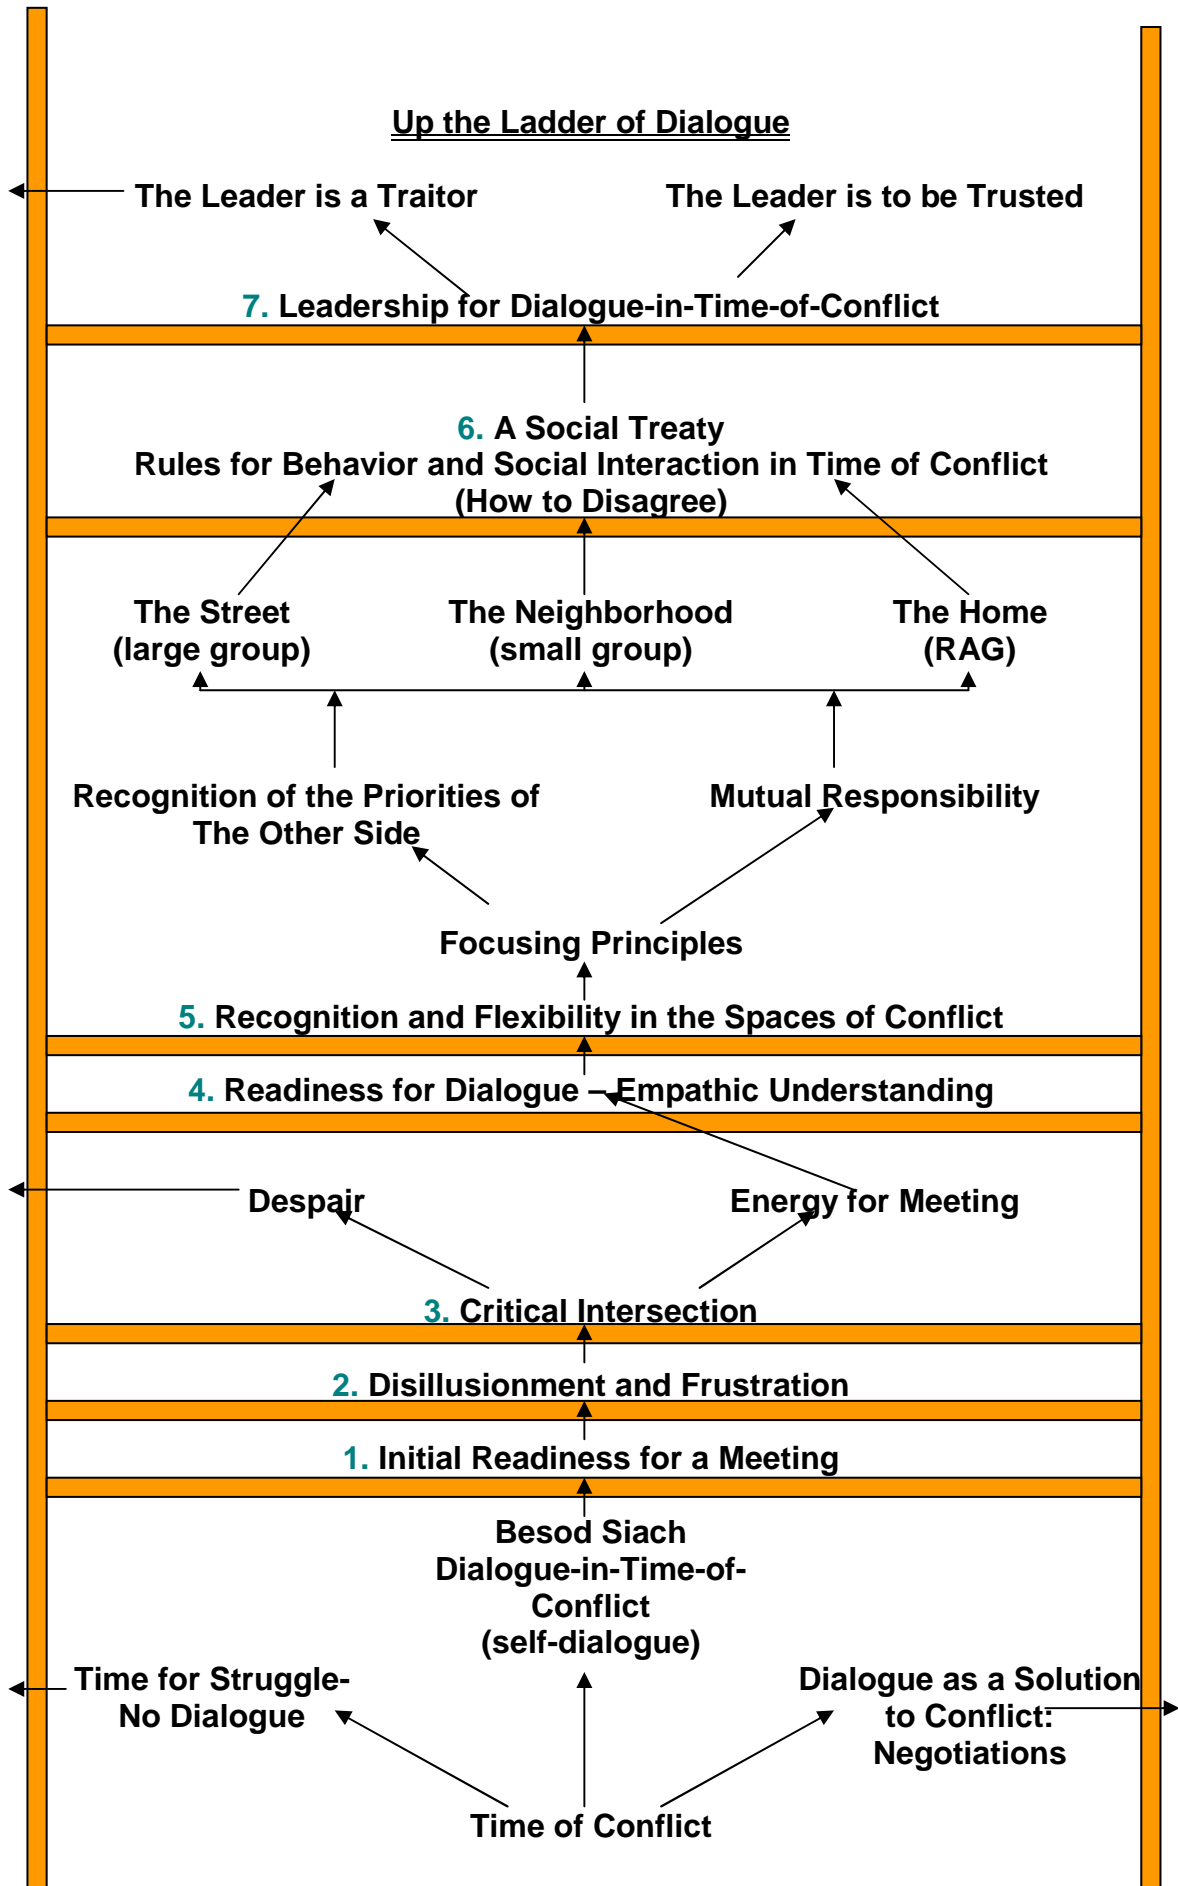 Up the Ladder of Dialogue
The Leader is a Traitor
The Leader is to be Trusted
7. Leadership for Dialogue-in-Time-of-Conflict
6. A Social Treaty
Rules for Behavior and Social Interaction in Time of Conflict
(How to Disagree)
The Street
(large group)
The Neighborhood
(small group)
The Home
(RAG)
Recognition of the Priorities of
The Other Side
Mutual Responsibility
Focusing Principles
5. Recognition and Flexibility in the Spaces of Conflict
4. Readiness for Dialogue – Empathic Understanding
Despair
Energy for Meeting
3. Critical Intersection
2. Disillusionment and Frustration
1. Initial Readiness for a Meeting
Besod Siach
Dialogue-in-Time-of-
Conflict
(self-dialogue)
Time for Struggle-
No Dialogue
Dialogue as a Solution
to Conflict:
Negotiations
Time of Conflict